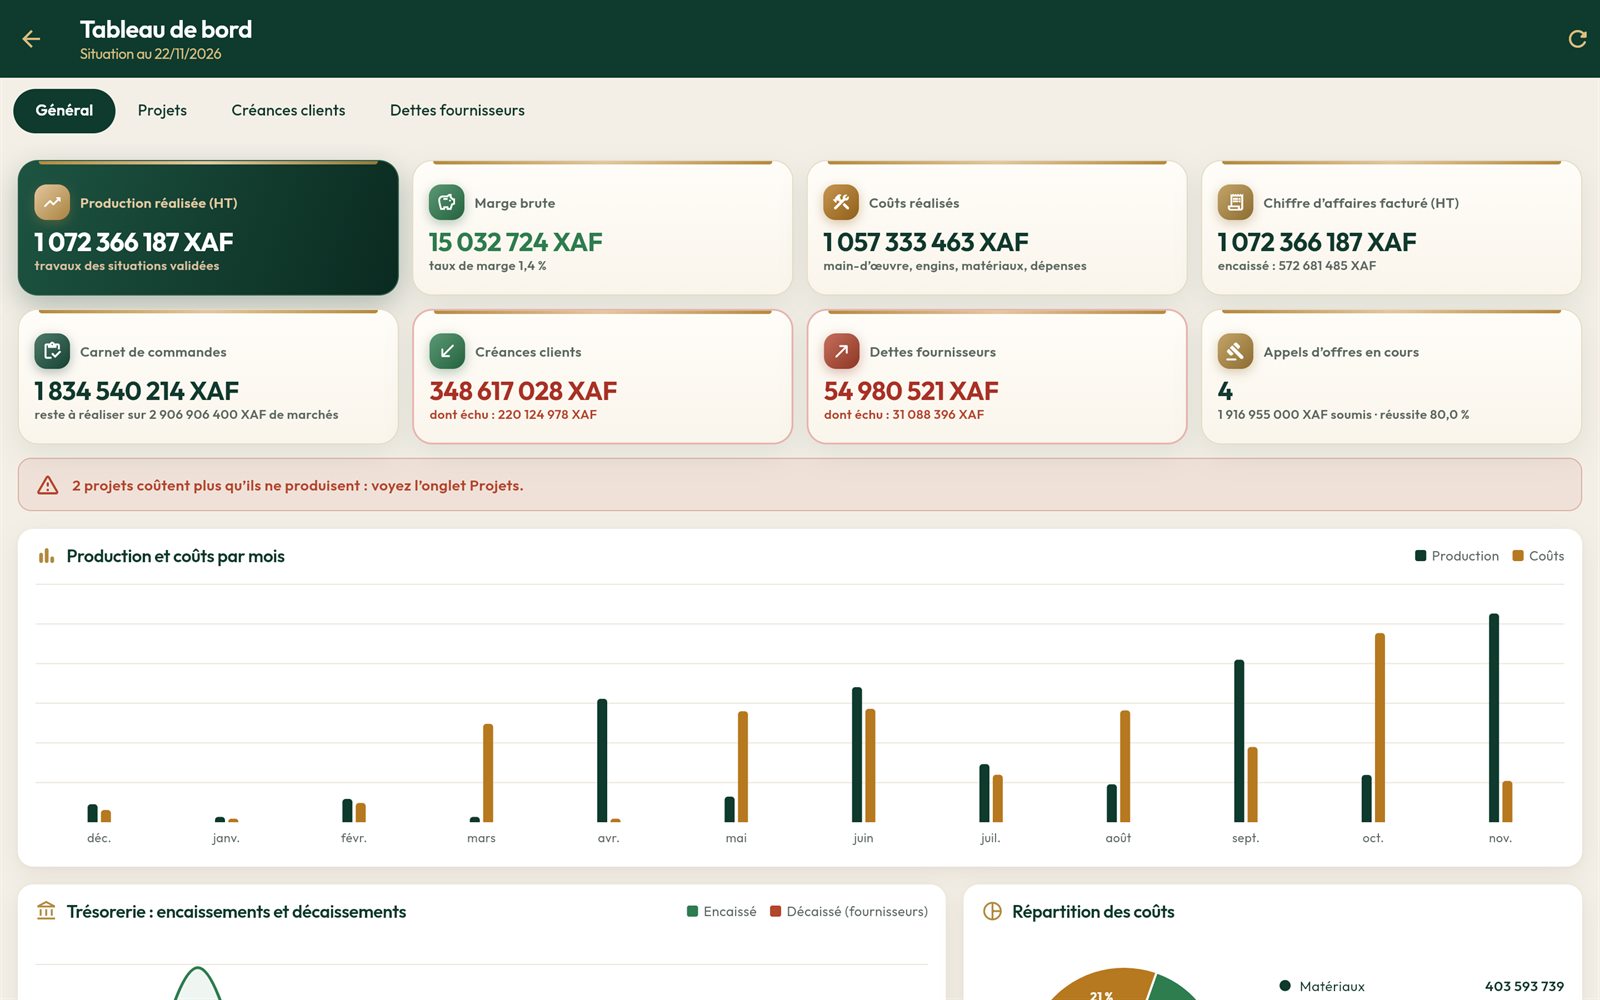 Tableau de bord
Situation au 22/11/2026
Général
Projets
Créances clients
Dettes fournisseurs
Production réalisée (HT)
1 072 366 187 XAF
travaux des situations validées
Marge brute
15 032 724 XAF
taux de marge 1,4 %
Coûts réalisés
1 057 333 463 XAF
main-d'œuvre, engins, matériaux, dépenses
Chiffre d'affaires facturé (HT)
1 072 366 187 XAF
encaissé : 572 681 485 XAF
Carnet de commandes
1 834 540 214 XAF
reste à réaliser sur 2 906 906 400 XAF de marchés
Créances clients
348 617 028 XAF
dont échu : 220 124 978 XAF
Dettes fournisseurs
54 980 521 XAF
dont échu : 31 088 396 XAF
Appels d'offres en cours
4
1 916 955 000 XAF soumis · réussite 80,0 %
2 projets coûtent plus qu'ils ne produisent : voyez l'onglet Projets.
Production et coûts par mois
Production
Coûts
déc.
janv.
févr.
mars
avr.
mai
juin
juil.
août
sept.
oct.
nov.
Trésorerie : encaissements et décaissements
Encaissé
Décaissé (fournisseurs)
Répartition des coûts
21 %
Matériaux
403 593 739